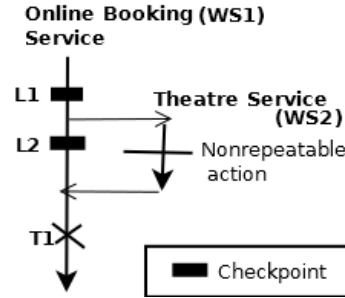 Online Booking (WS1)
Service
L1
Theatre Service
(WS2)
L2
Nonrepeatable
action
T1
Checkpoint